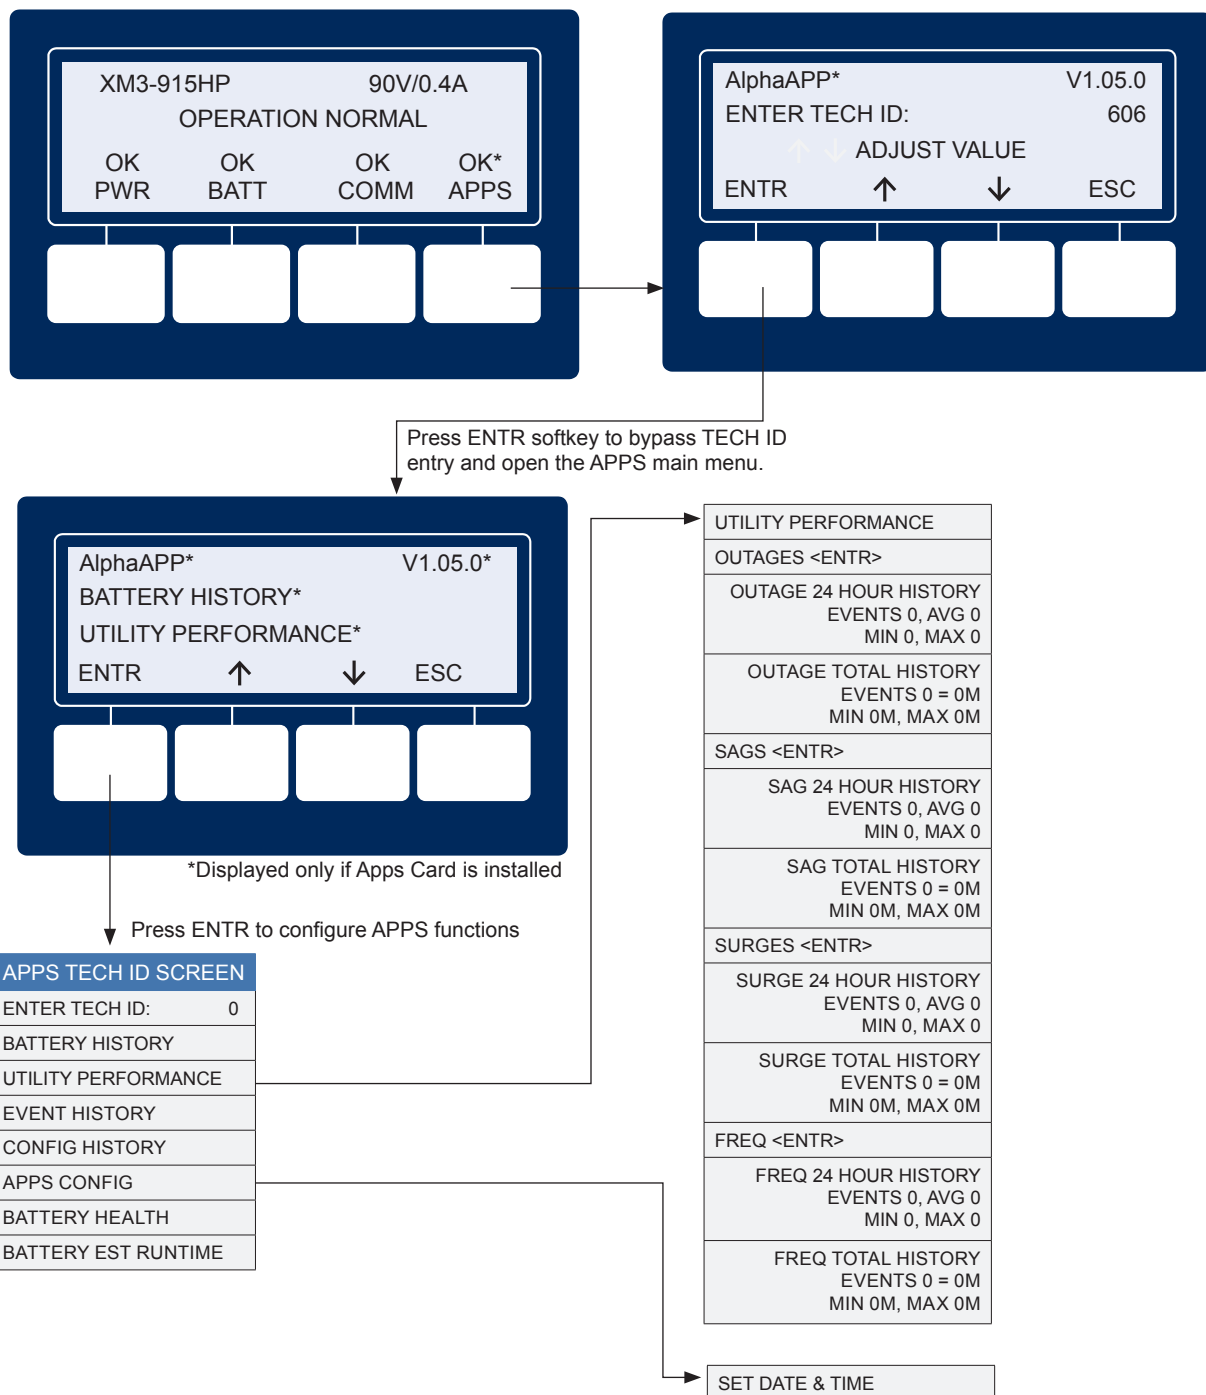 XM3-915HP 90V/0.4A
OPERATION NORMAL
OK OK OK OK*
PWR BATT COMM APPS
AlphaAPP* V1.05.0
ENTER TECH ID: 606
↑ ↓ ADJUST VALUE
ENTR ↑ ↓ ESC
Press ENTR softkey to bypass TECH ID
entry and open the APPS main menu.
AlphaAPP* V1.05.0*
BATTERY HISTORY*
UTILITY PERFORMANCE*
ENTR ↑ ↓ ESC
*Displayed only if Apps Card is installed
Press ENTR to configure APPS functions
APPS TECH ID SCREEN
ENTER TECH ID: 0
BATTERY HISTORY
UTILITY PERFORMANCE
EVENT HISTORY
CONFIG HISTORY
APPS CONFIG
BATTERY HEALTH
BATTERY EST RUNTIME
UTILITY PERFORMANCE
OUTAGES <ENTR>
OUTAGE 24 HOUR HISTORY
EVENTS 0, AVG 0
MIN 0, MAX 0
OUTAGE TOTAL HISTORY
EVENTS 0 = 0M
MIN 0M, MAX 0M
SAGS <ENTR>
SAG 24 HOUR HISTORY
EVENTS 0, AVG 0
MIN 0, MAX 0
SAG TOTAL HISTORY
EVENTS 0 = 0M
MIN 0M, MAX 0M
SURGES <ENTR>
SURGE 24 HOUR HISTORY
EVENTS 0, AVG 0
MIN 0, MAX 0
SURGE TOTAL HISTORY
EVENTS 0 = 0M
MIN 0M, MAX 0M
FREQ <ENTR>
FREQ 24 HOUR HISTORY
EVENTS 0, AVG 0
MIN 0, MAX 0
FREQ TOTAL HISTORY
EVENTS 0 = 0M
MIN 0M, MAX 0M
SET DATE & TIME